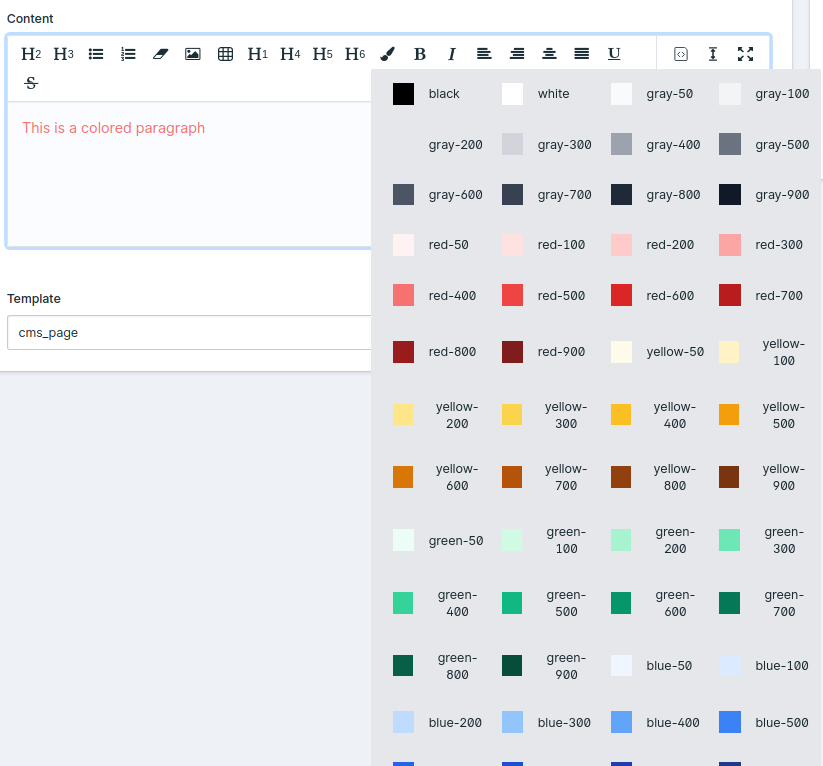 Content
H2 H3 H1 H4 H5 H6 B I U
S
This is a colored paragraph
Template
cms_page
black white gray-50 gray-100
gray-200 gray-300 gray-400 gray-500
gray-600 gray-700 gray-800 gray-900
red-50 red-100 red-200 red-300
red-400 red-500 red-600 red-700
red-800 red-900 yellow-50 yellow-
100
yellow- yellow- yellow- yellow-
200 300 400 500
yellow- yellow- yellow- yellow-
600 700 800 900
green-50 green- green- green-
100 200 300
green- green- green- green-
400 500 600 700
green- green- blue-50 blue-100
800 900
blue-200 blue-300 blue-400 blue-500